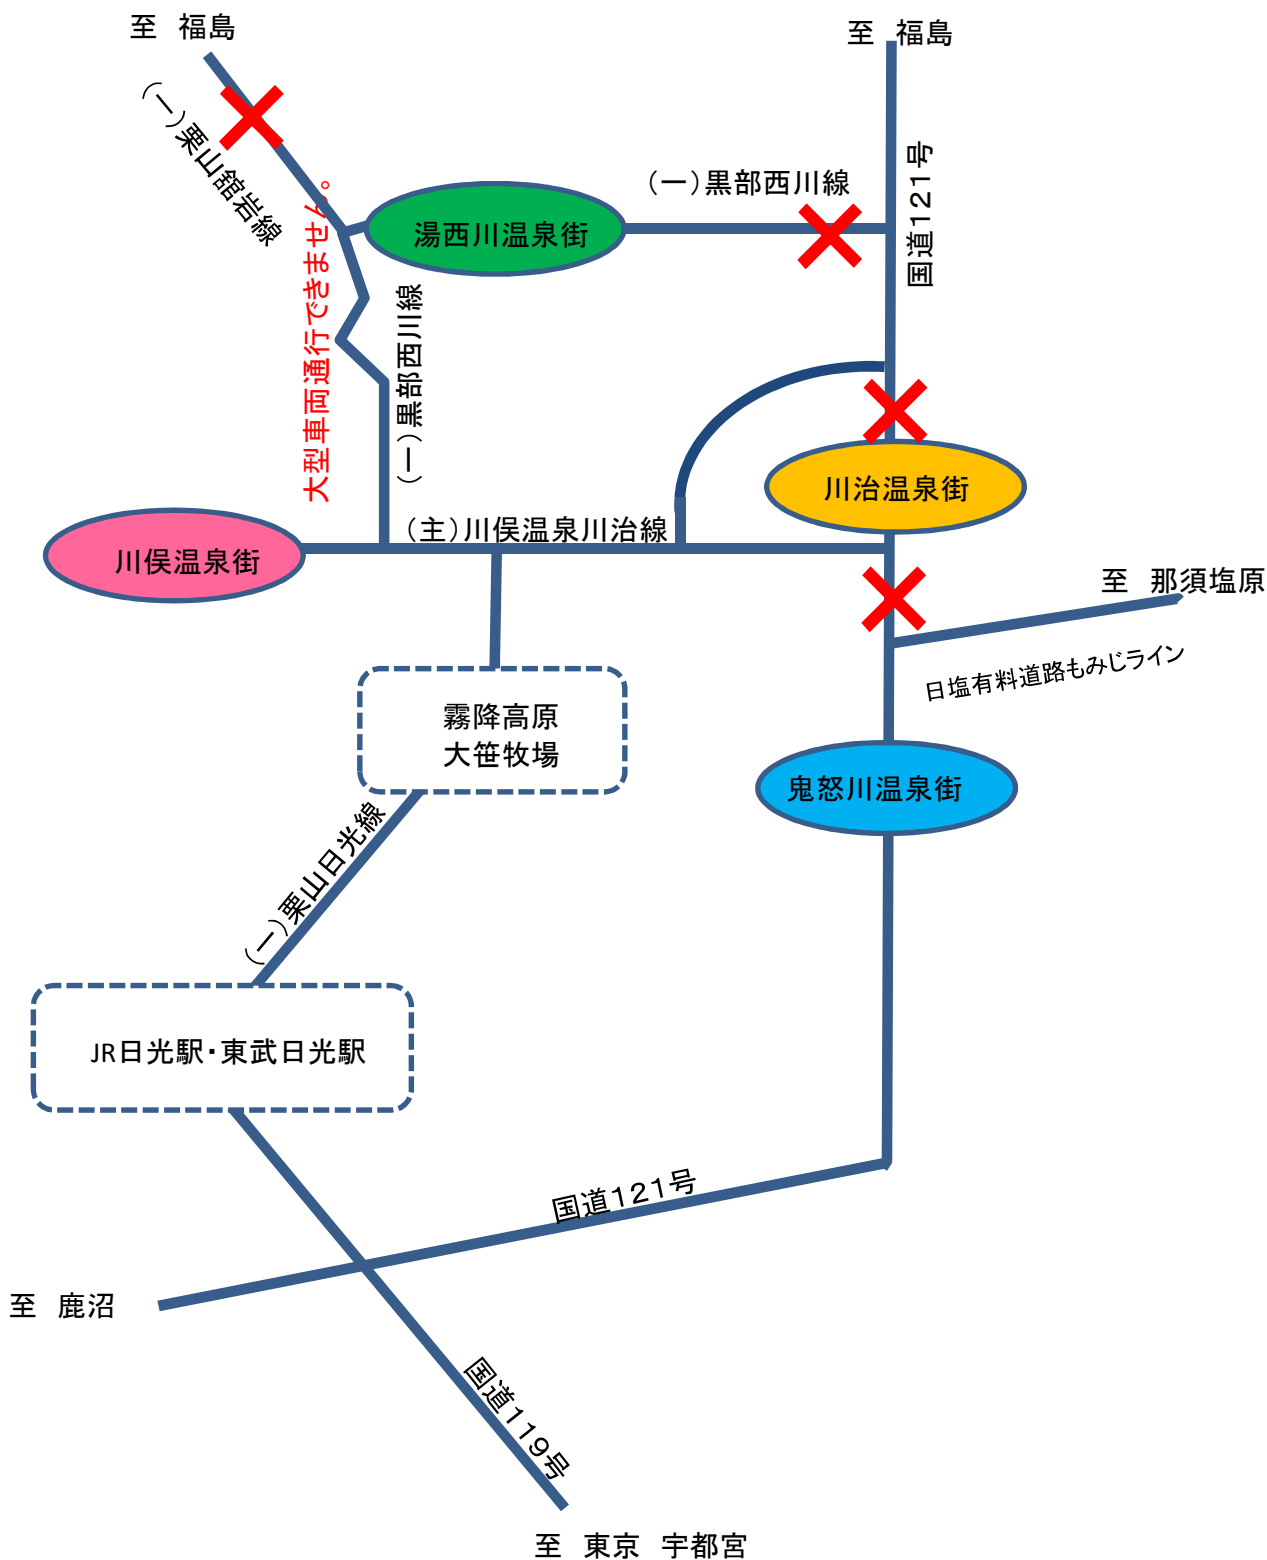 至　福島
至　福島
(一)栗山舘岩線
大型車両通行できません。
湯西川温泉街
(一)黒部西川線
国道121号
(一)黒部西川線
川治温泉街
(主)川俣温泉川治線
川俣温泉街
至　那須塩原
日塩有料道路もみじライン
霧降高原
大笹牧場
鬼怒川温泉街
(一)栗山日光線
JR日光駅・東武日光駅
国道121号
至　鹿沼
国道119号
至　東京　宇都宮